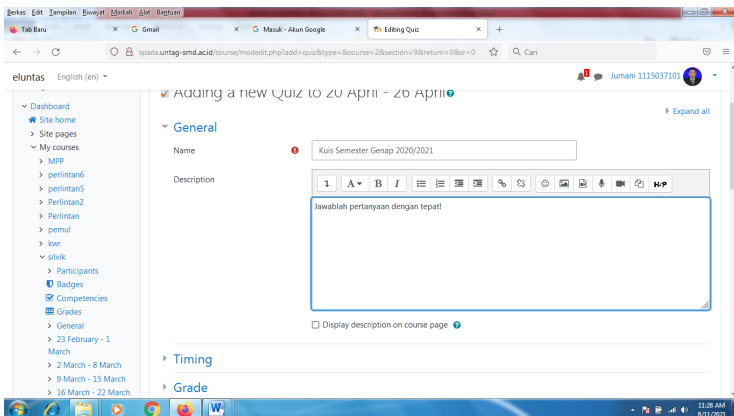 Berkas Edit Tampilan Riwayat Markah Alat Bantuan
Tab Baru
Gmail
Masuk - Akun Google
Editing Quiz
spada.untag-smd.ac.id/course/modedit.php?add=quiz&type=&course=2&section=9&return=0&sr=0
Cari
eluntas English (en)
1
Jumani 1115037101
Adding a new Quiz to 20 April - 26 April
Expand all
Dashboard
Site home
Site pages
My courses
MPP
perlintan6
perlintan5
Perlintan2
Perlintan
pemul
kwr
silvik
Participants
Badges
Competencies
Grades
General
23 February - 1 March
2 March - 8 March
9 March - 15 March
16 March - 22 March
General
Name
Kuis Semester Genap 2020/2021
Description
A B I
H-P
Jawablah pertanyaan dengan tepat!
Display description on course page
Timing
Grade
11:28 AM
8/11/2021